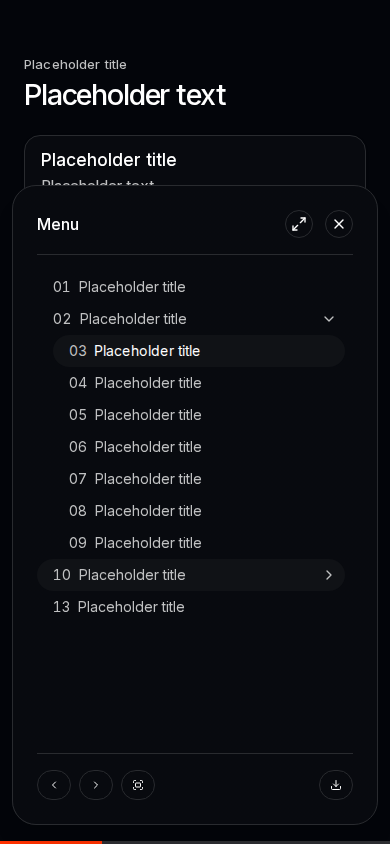 Placeholder title
Placeholder text
Placeholder title
Placeholder text
Menu
01 Placeholder title
02 Placeholder title
03 Placeholder title
04 Placeholder title
05 Placeholder title
06 Placeholder title
07 Placeholder title
08 Placeholder title
09 Placeholder title
10 Placeholder title
13 Placeholder title